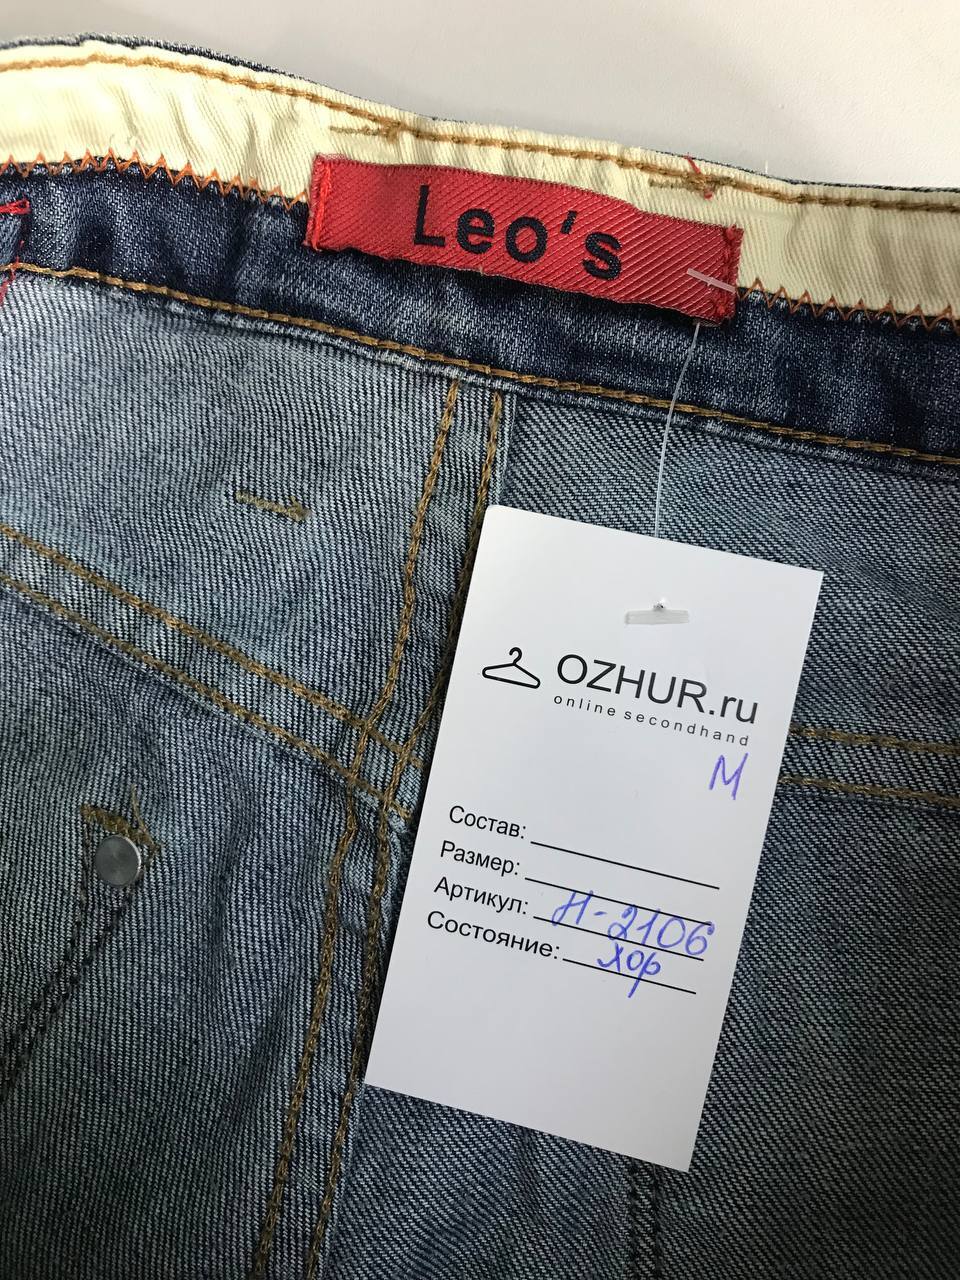 Leo's
OZHUR.ru
online secondhand
М
Состав:
Размер:
Артикул: Н-2106
Состояние: хор